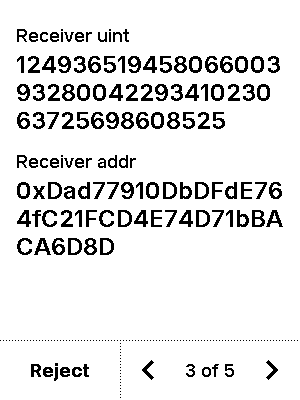 Receiver uint
124936519458066003
93280042293410230
63725698608525
Receiver addr
0xDad77910DbDFdE76
4fC21FCD4E74D71bBA
CA6D8D
Reject
3 of 5